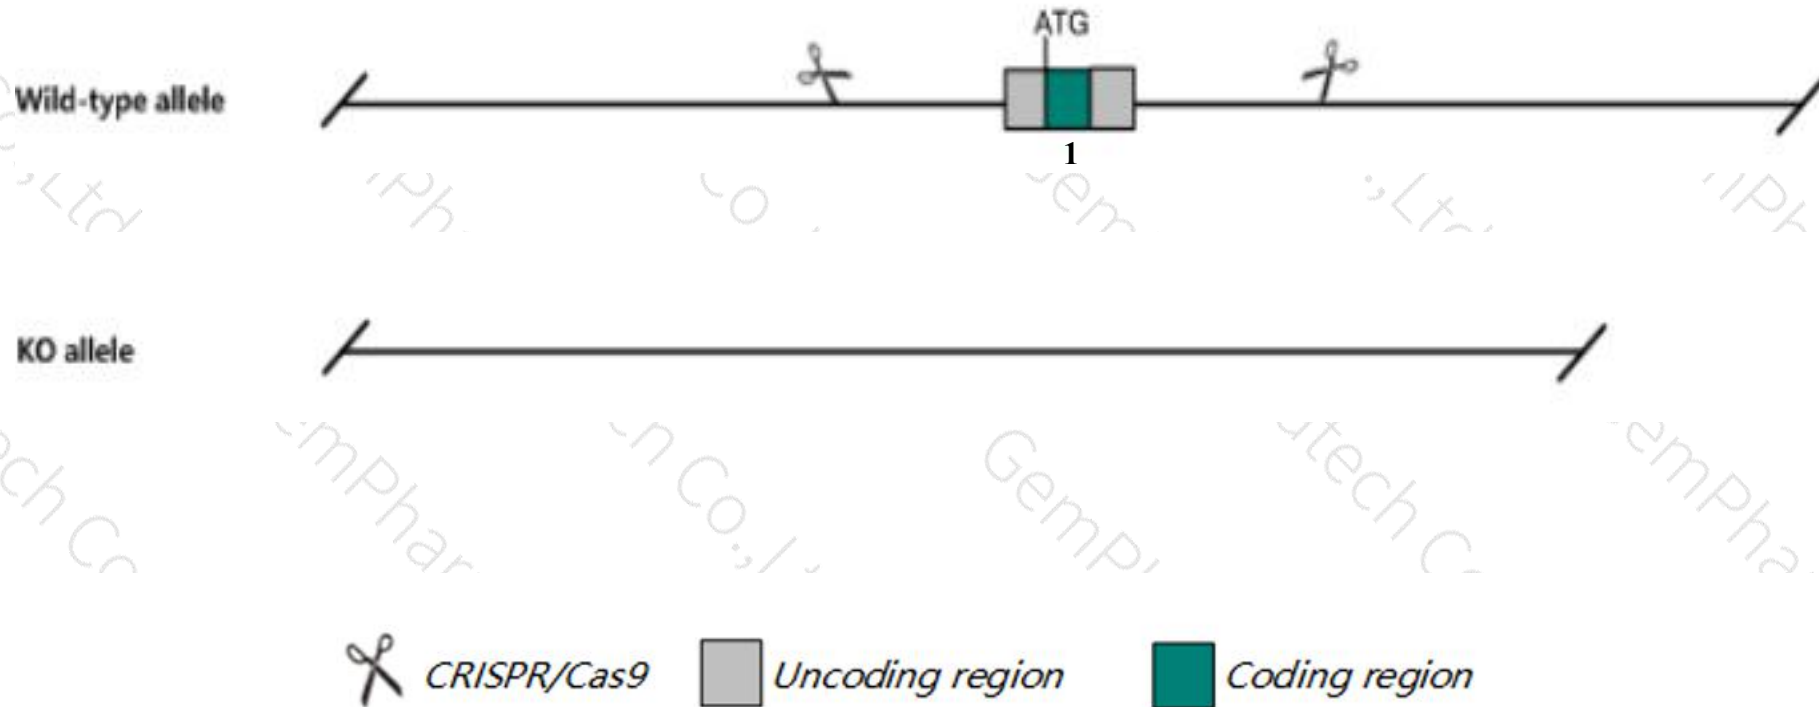 ATG
Wild-type allele
1
KO allele
CRISPR/Cas9
Uncoding region
Coding region